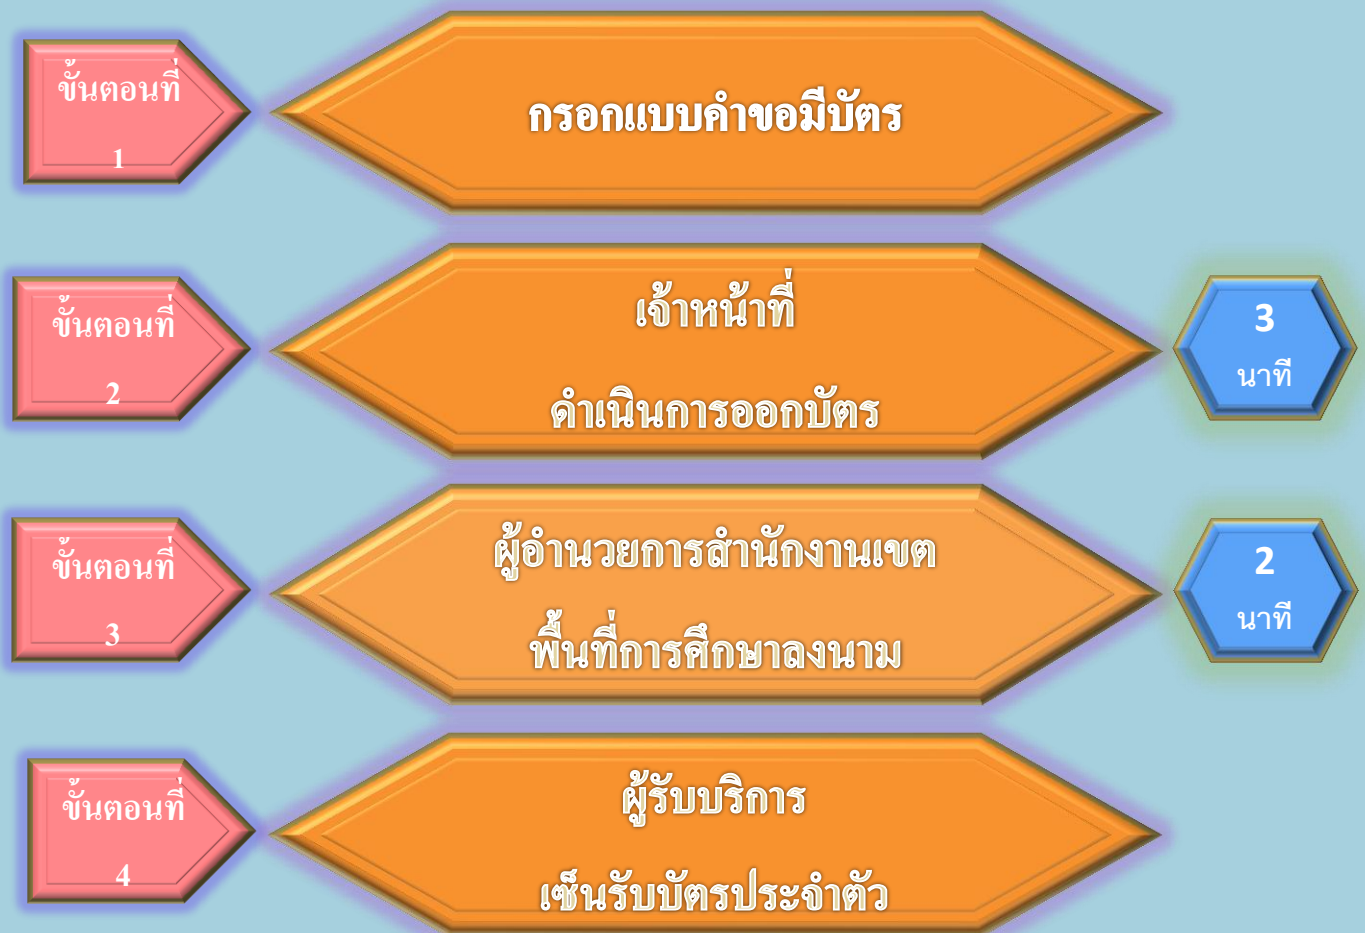 ขั้นตอนที่
1
กรอกแบบคำขอมีบัตร
ขั้นตอนที่
2
เจ้าหน้าที่
ดำเนินการออกบัตร
3
นาที
ขั้นตอนที่
3
ผู้อำนวยการสำนักงานเขต
พื้นที่การศึกษาลงนาม
2
นาที
ขั้นตอนที่
4
ผู้รับบริการ
เซ็นรับบัตรประจำตัว